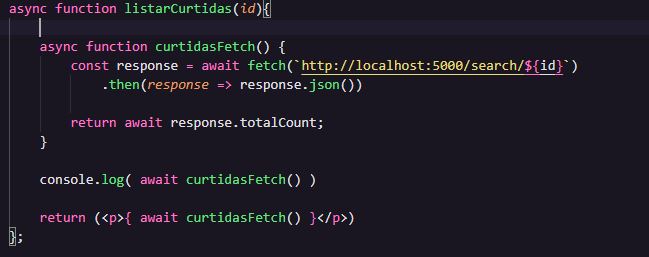 async function listarCurtidas(id){
async function curtidasFetch() {
const response = await fetch(`http://localhost:5000/search/${id}`)
.then(response => response.json())
return await response.totalCount;
}
console.log( await curtidasFetch() )
return (<p>{ await curtidasFetch() }</p>)
};